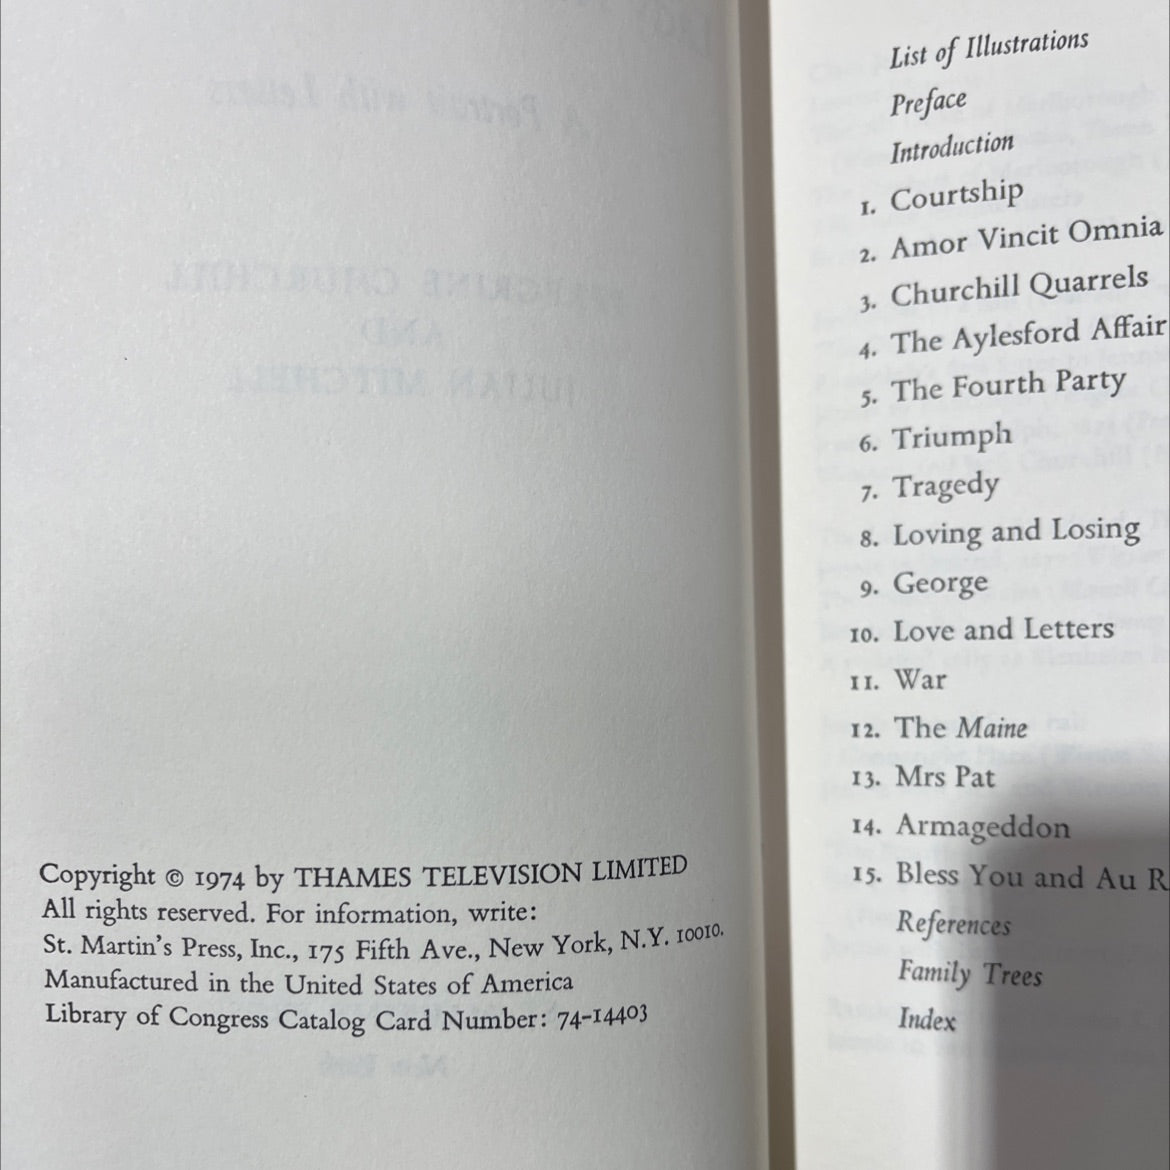 Copyright © 1974 by THAMES TELEVISION LIMITED
All rights reserved. For information, write:
St. Martin's Press, Inc., 175 Fifth Ave., New York, N.Y. 10010.
Manufactured in the United States of America
Library of Congress Catalog Card Number: 74-14403
List of Illustrations
Preface
Introduction
1. Courtship
2. Amor Vincit Omnia
3. Churchill Quarrels
4. The Aylesford Affair
5. The Fourth Party
6. Triumph
7. Tragedy
8. Loving and Losing
9. George
10. Love and Letters
11. War
12. The Maine
13. Mrs Pat
14. Armageddon
15. Bless You and Au R
References
Family Trees
Index